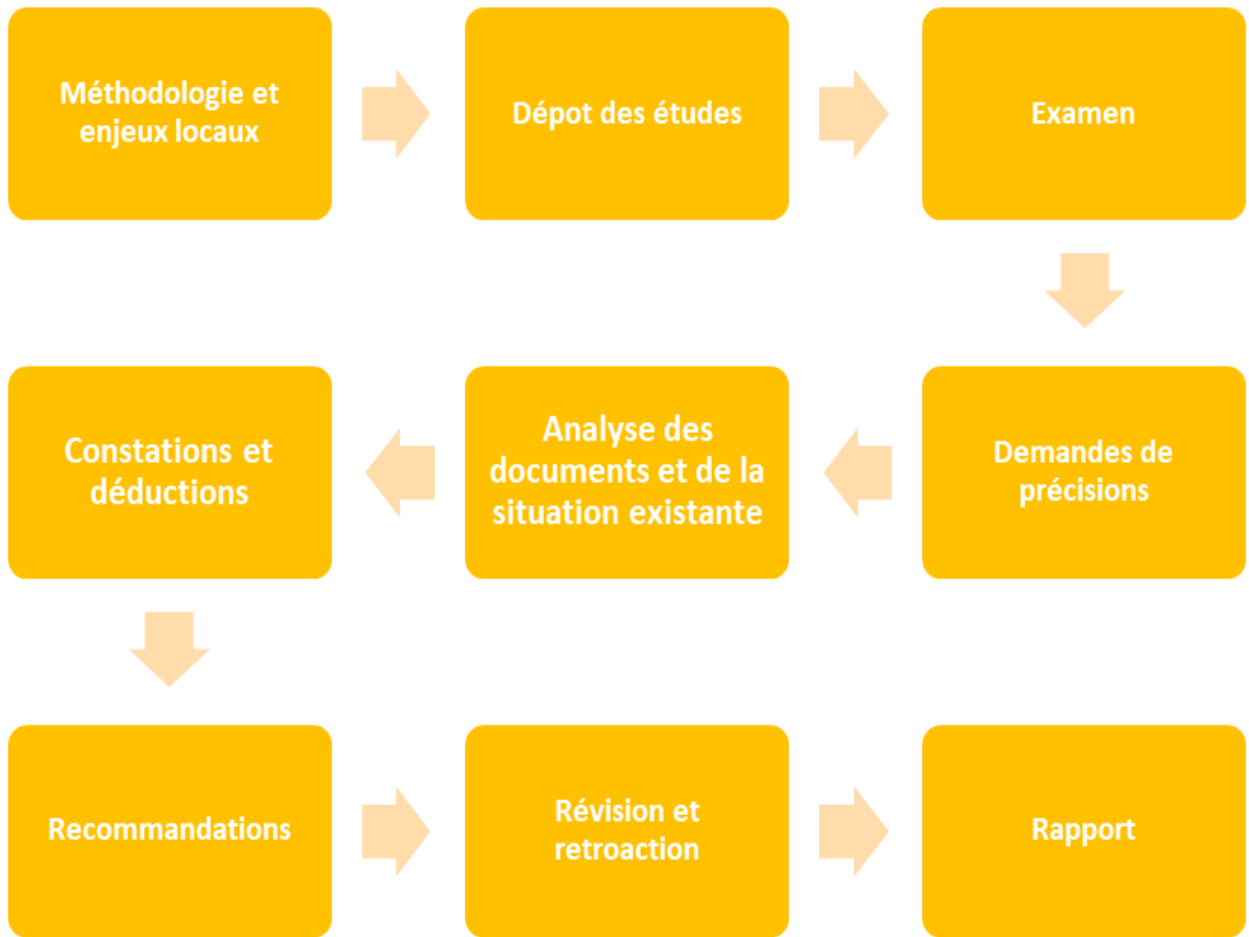 Méthodologie et
enjeux locaux
Dépot des études
Examen
Demandes de
précisions
Analyse des
documents et de la
situation existante
Constations et
déductions
Recommandations
Révision et
retroaction
Rapport